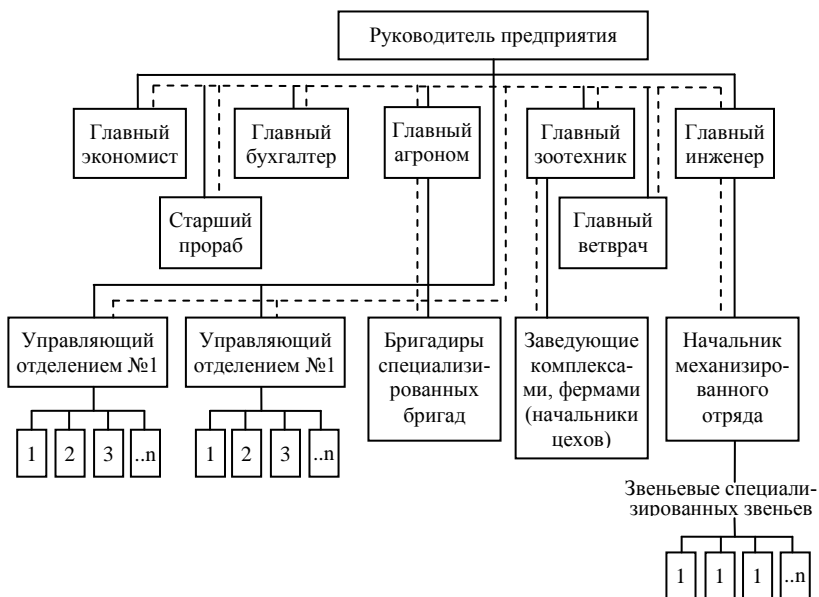 Руководитель предприятия
Главный
экономист
Главный
бухгалтер
Главный
агроном
Главный
зоотехник
Главный
инженер
Старший
прораб
Главный
ветврач
Управляющий
отделением №1
Управляющий
отделением №1
Бригадиры
специализи-
рованных
бригад
Заведующие
комплекса-
ми, фермами
(начальники
цехов)
Начальник
механизиро-
ванного
отряда
1 2 3 ..n
1 2 3 ..n
Звеньевые специали-
зированных звеньев
1 1 1 ..n